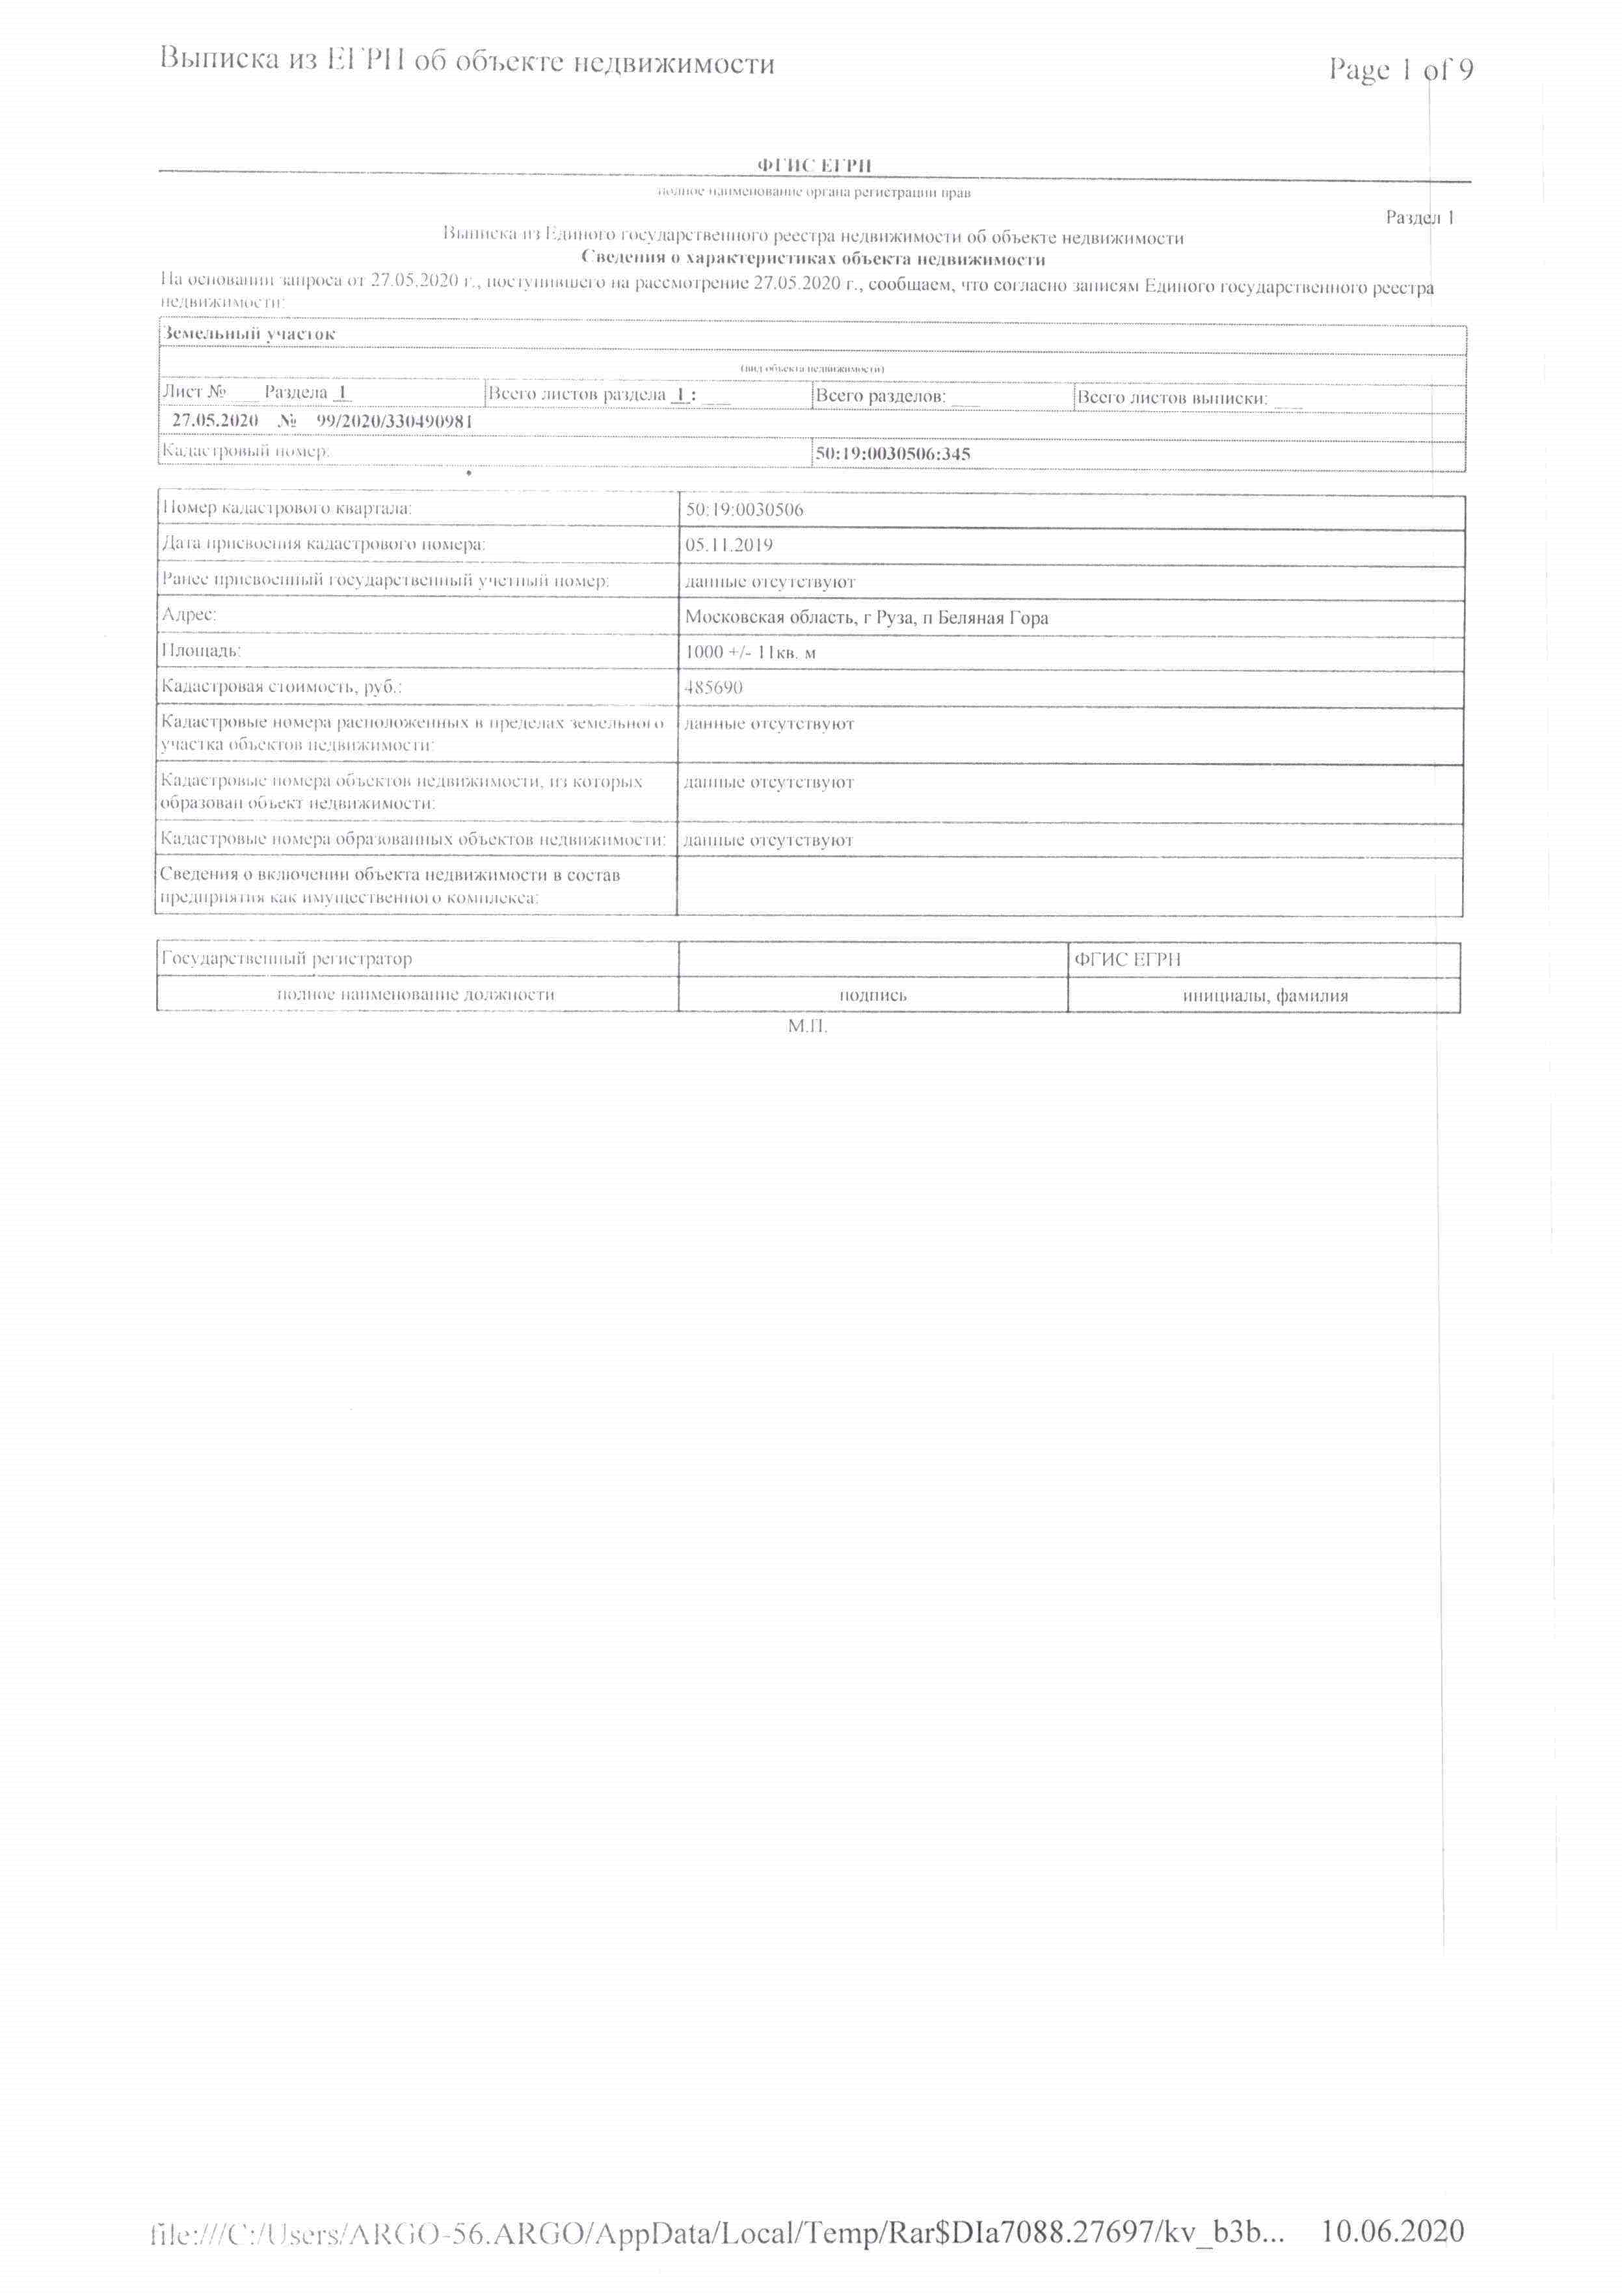 Выписка из ЕГРН об объекте недвижимости
Page 1 of 9
ФГИС ЕГРН
полное наименование органа регистрации прав
Раздел 1
Выписка из Единого государственного реестра недвижимости об объекте недвижимости
Сведения о характеристиках объекта недвижимости
На основании запроса от 27.05.2020 г., поступившего на рассмотрение 27.05.2020 г., сообщаем, что согласно записям Единого государственного реестра
недвижимости:
Земельный участок
(вид объекта недвижимости)
Лист № ___ Раздела 1 Всего листов раздела 1 : ___ Всего разделов: ___ Всего листов выписки: ___
27.05.2020 № 99/2020/330490981
Кадастровый номер: 50:19:0030506:345
Номер кадастрового квартала: 50:19:0030506
Дата присвоения кадастрового номера: 05.11.2019
Ранее присвоенный государственный учетный номер: данные отсутствуют
Адрес: Московская область, г Руза, п Беляная Гора
Площадь: 1000 +/- 11кв. м
Кадастровая стоимость, руб.: 485690
Кадастровые номера расположенных в пределах земельного данные отсутствуют
участка объектов недвижимости:
Кадастровые номера объектов недвижимости, из которых данные отсутствуют
образован объект недвижимости:
Кадастровые номера образованных объектов недвижимости: данные отсутствуют
Сведения о включении объекта недвижимости в состав
предприятия как имущественного комплекса:
Государственный регистратор ФГИС ЕГРН
полное наименование должности подпись инициалы, фамилия
М.П.
file:///C:/Users/ARGO-56.ARGO/AppData/Local/Temp/Rar$DIa7088.27697/kv_b3b... 10.06.2020